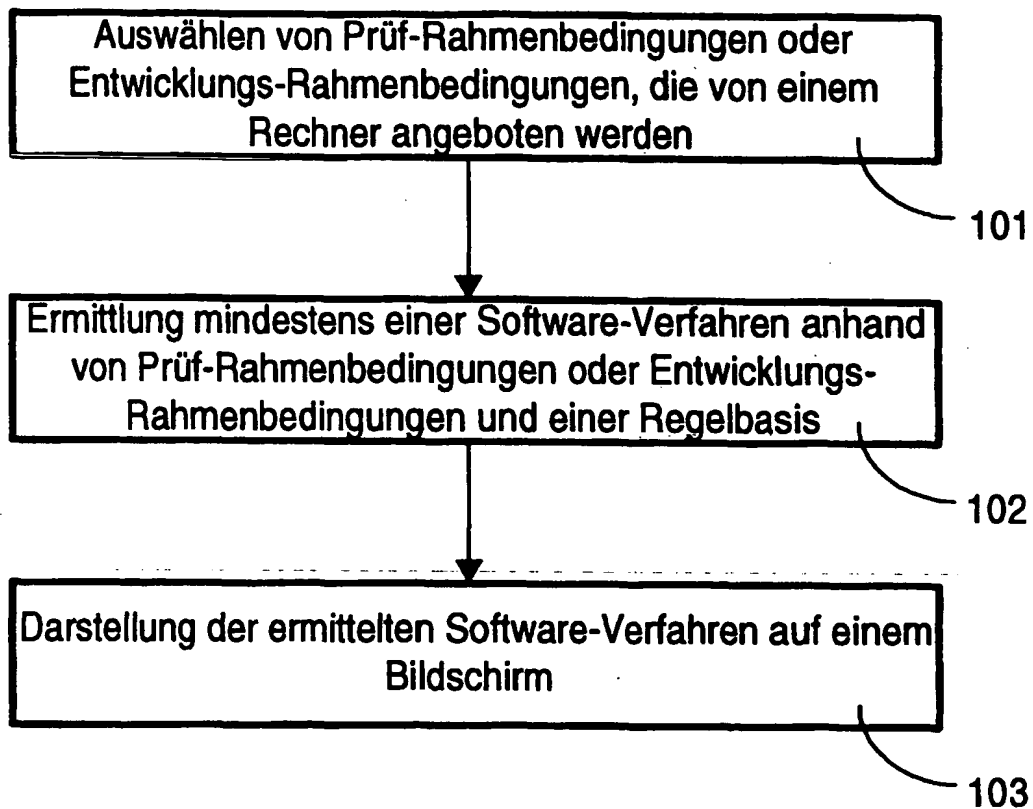 Auswählen von Prüf-Rahmenbedingungen oder
Entwicklungs-Rahmenbedingungen, die von einem
Rechner angeboten werden
101
Ermittlung mindestens einer Software-Verfahren anhand
von Prüf-Rahmenbedingungen oder Entwicklungs-
Rahmenbedingungen und einer Regelbasis
102
Darstellung der ermittelten Software-Verfahren auf einem
Bildschirm
103